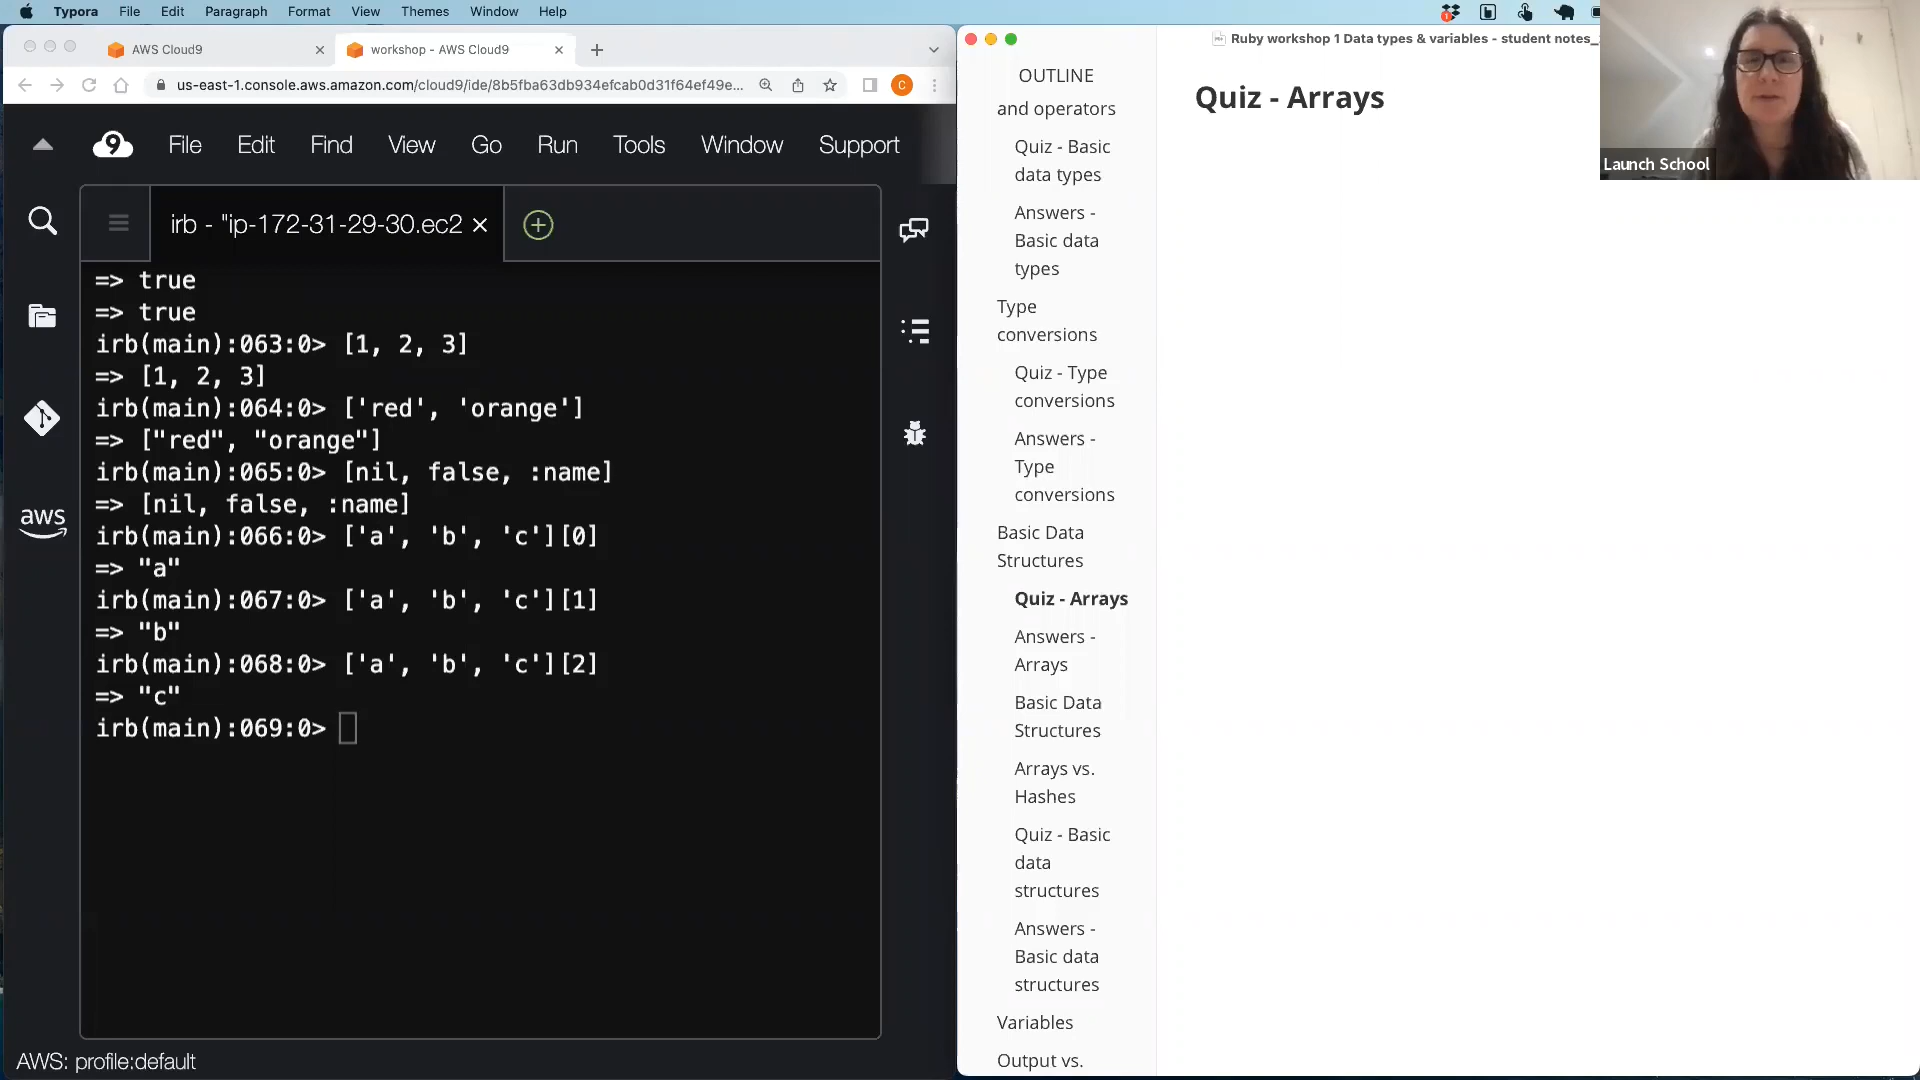 Typora File Edit Paragraph Format View Themes Window Help
AWS Cloud9
workshop - AWS Cloud9
us-east-1.console.aws.amazon.com/cloud9/ide/8b5fba63db934efcab0d31f64ef49e...
C
9 File Edit Find View Go Run Tools Window Support
irb - "ip-172-31-29-30.ec2
=> true
=> true
irb(main):063:0> [1, 2, 3]
=> [1, 2, 3]
irb(main):064:0> ['red', 'orange']
=> ["red", "orange"]
irb(main):065:0> [nil, false, :name]
=> [nil, false, :name]
irb(main):066:0> ['a', 'b', 'c'][0]
=> "a"
irb(main):067:0> ['a', 'b', 'c'][1]
=> "b"
irb(main):068:0> ['a', 'b', 'c'][2]
=> "c"
irb(main):069:0>
aws
AWS: profile:default
Ruby workshop 1 Data types & variables - student notes_
OUTLINE
and operators
Quiz - Basic
data types
Answers -
Basic data
types
Type
conversions
Quiz - Type
conversions
Answers -
Type
conversions
Basic Data
Structures
Quiz - Arrays
Answers -
Arrays
Basic Data
Structures
Arrays vs.
Hashes
Quiz - Basic
data
structures
Answers -
Basic data
structures
Variables
Output vs.
Quiz - Arrays
Launch School